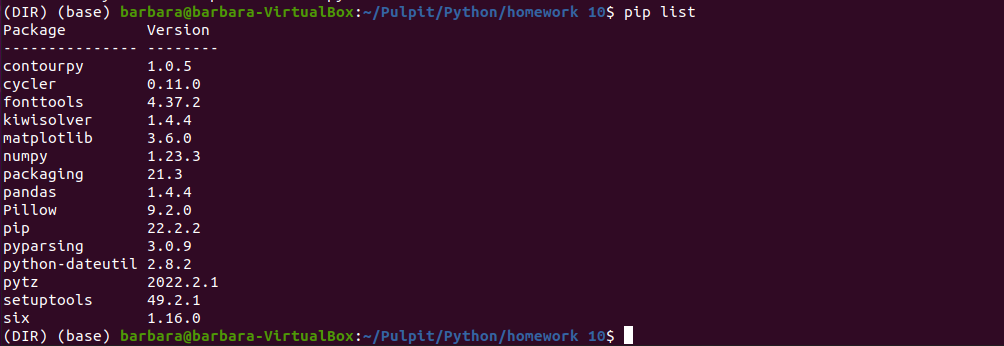 (DIR) (base) barbara@barbara-VirtualBox:~/Pulpit/Python/homework 10$ pip list
Package         Version
--------------- --------
contourpy       1.0.5
cycler          0.11.0
fonttools       4.37.2
kiwisolver      1.4.4
matplotlib      3.6.0
numpy           1.23.3
packaging       21.3
pandas          1.4.4
Pillow          9.2.0
pip             22.2.2
pyparsing       3.0.9
python-dateutil 2.8.2
pytz            2022.2.1
setuptools      49.2.1
six             1.16.0
(DIR) (base) barbara@barbara-VirtualBox:~/Pulpit/Python/homework 10$